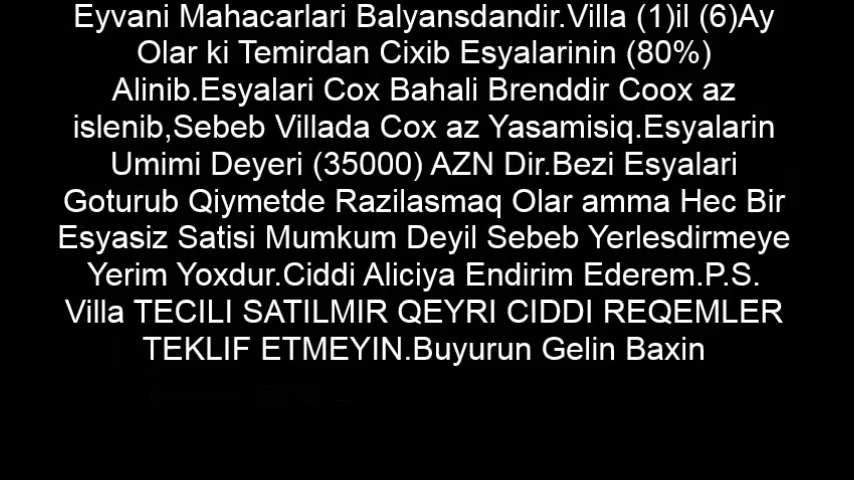 Eyvani Mahacarlari Balyansdandir.Villa (1)il (6)Ay
Olar ki Temirdan Cixib Esyalarinin (80%)
Alinib.Esyalari Cox Bahali Brenddir Coox az
islenib,Sebeb Villada Cox az Yasamisiq.Esyalarin
Umimi Deyeri (35000) AZN Dir.Bezi Esyalari
Goturub Qiymetde Razilasmaq Olar amma Hec Bir
Esyasiz Satisi Mumkum Deyil Sebeb Yerlesdirmeye
Yerim Yoxdur.Ciddi Aliciya Endirim Ederem.P.S.
Villa TECILI SATILMIR QEYRI CIDDI REQEMLER
TEKLIF ETMEYIN.Buyurun Gelin Baxin